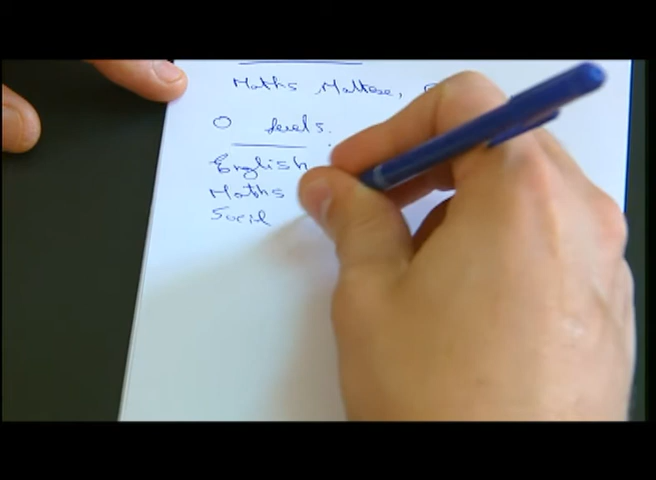 Maths, Maltese,
O levels.
English
Maths
Social